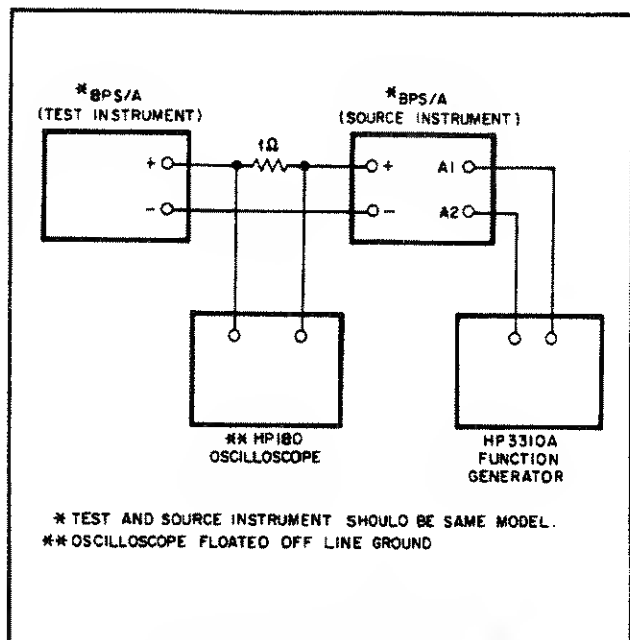 *BPS/A
(TEST INSTRUMENT)
*BPS/A
(SOURCE INSTRUMENT)
1Ω
+
+
A1
-
-
A2
** HP180
OSCILLOSCOPE
HP3310A
FUNCTION
GENERATOR
* TEST AND SOURCE INSTRUMENT SHOULD BE SAME MODEL.
** OSCILLOSCOPE FLOATED OFF LINE GROUND